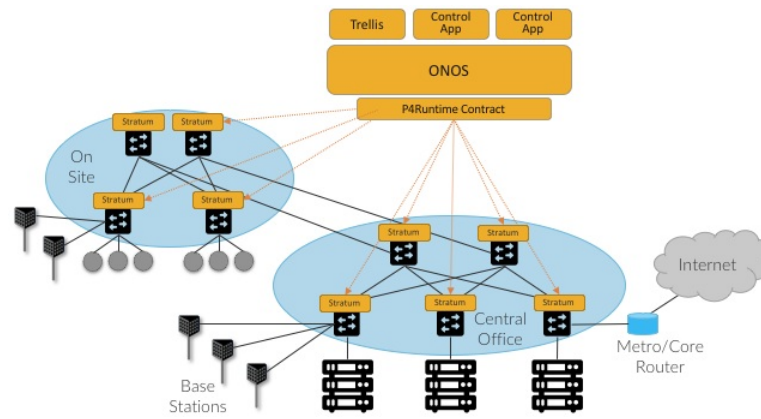 Trellis
Control
App
Control
App
ONOS
P4Runtime Contract
Stratum
Stratum
On
Site
Stratum
Stratum
Stratum
Stratum
Internet
Stratum
Stratum
Stratum
Central
Office
Metro/Core
Router
Base
Stations